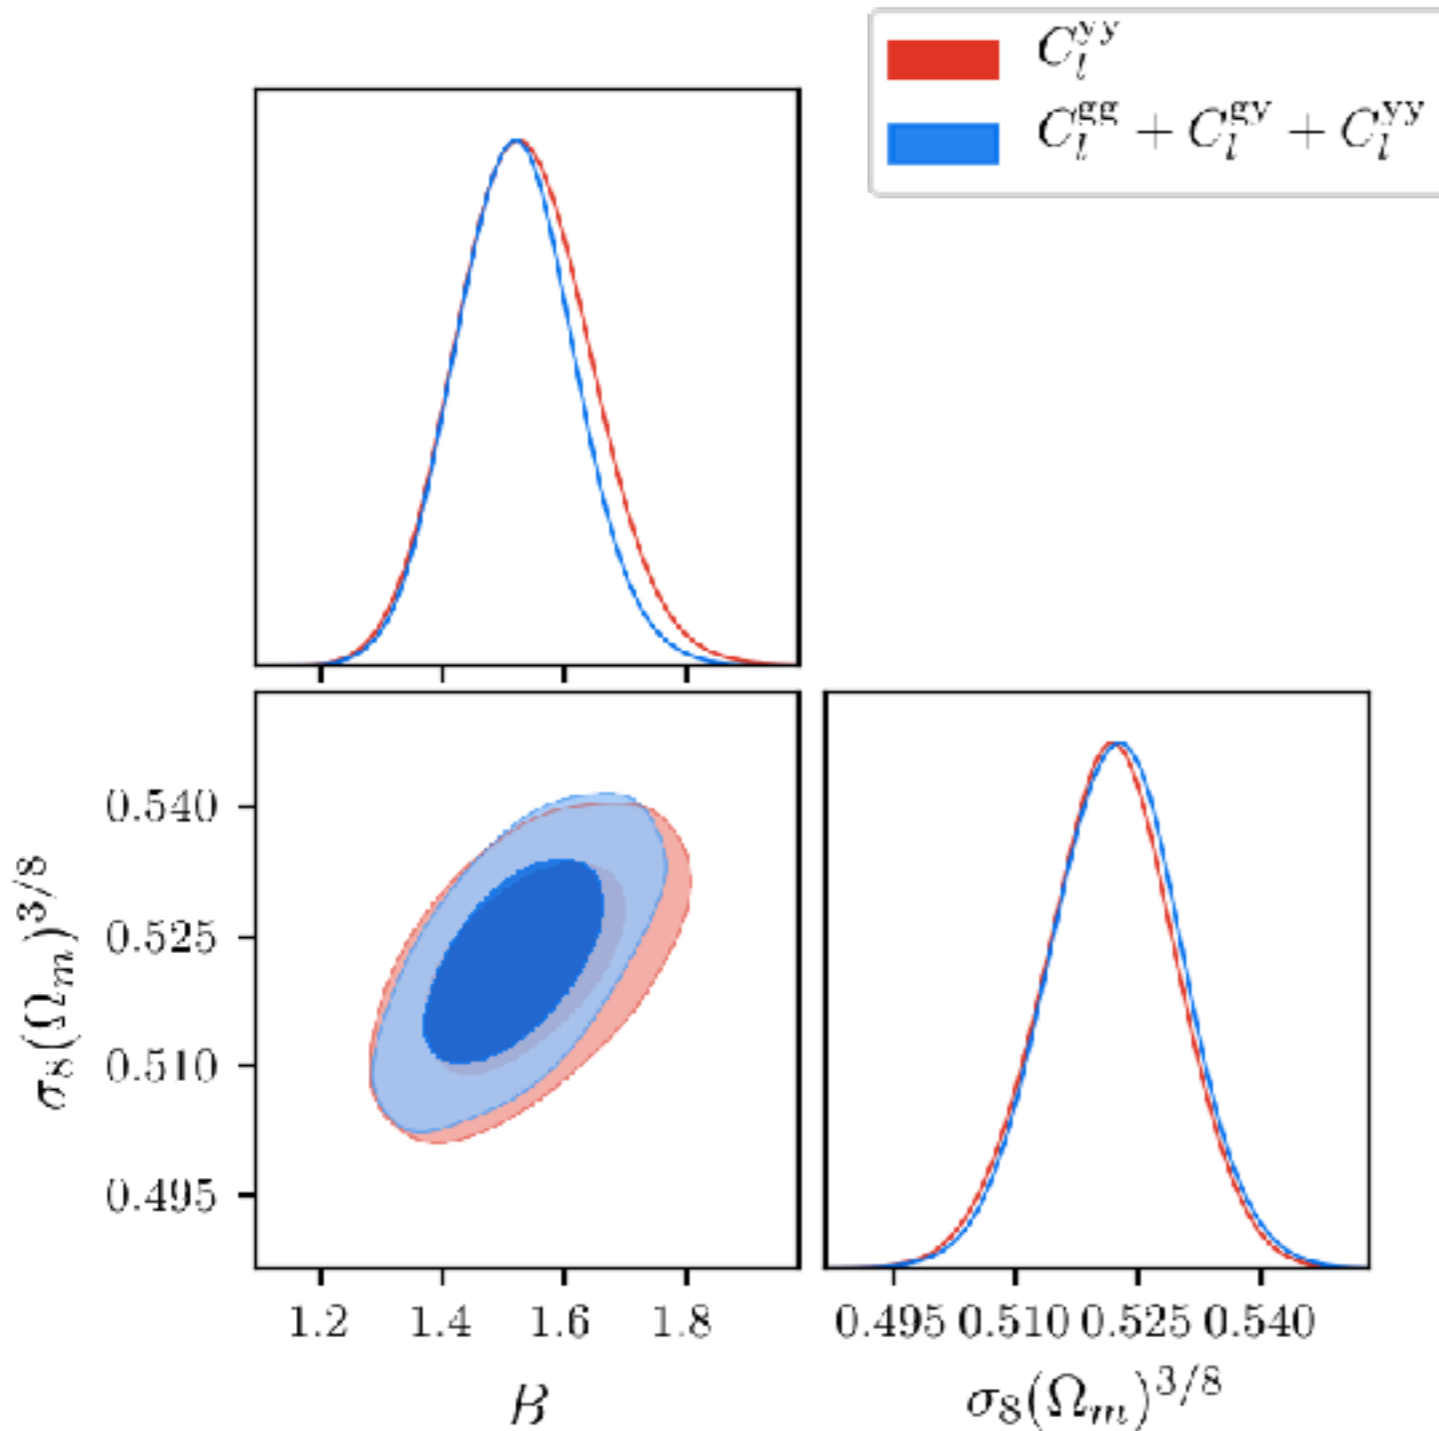 C_l^{yy}
C_l^{gg} + C_l^{gy} + C_l^{yy}
σ_8(Ω_m)^{3/8}
0.540
0.525
0.510
0.495
1.2 1.4 1.6 1.8
B
0.495 0.510 0.525 0.540
σ_8(Ω_m)^{3/8}